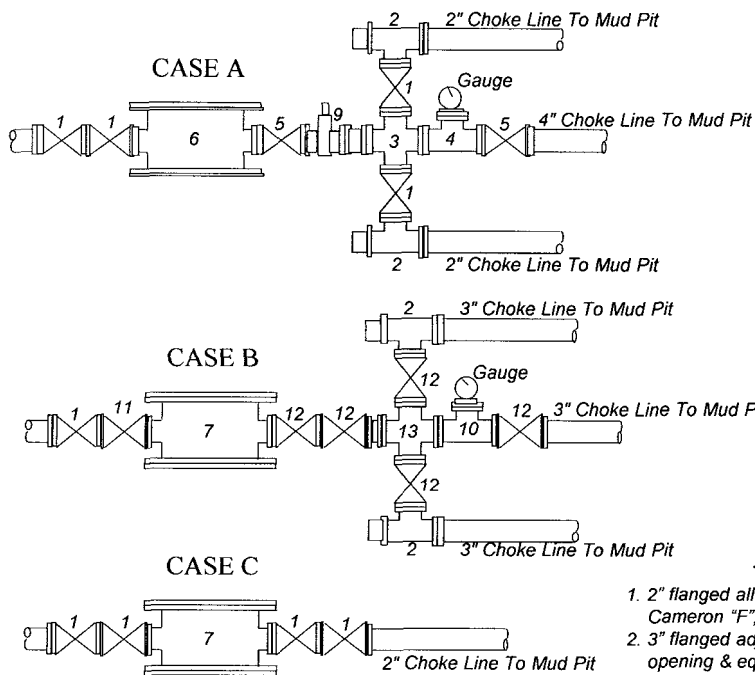 2
2" Choke Line To Mud Pit
CASE A
1
Gauge
1
1
6
5
9
3
4
5
4" Choke Line To Mud Pit
1
2
2" Choke Line To Mud Pit
2
3" Choke Line To Mud Pit
CASE B
12
Gauge
1
11
7
12
12
13
10
12
3" Choke Line To Mud P
12
2
3" Choke Line To Mud Pit
CASE C
1
1
7
1
1
2" Choke Line To Mud Pit
1. 2" flanged all
Cameron "F",
2. 3" flanged ad
opening & eq